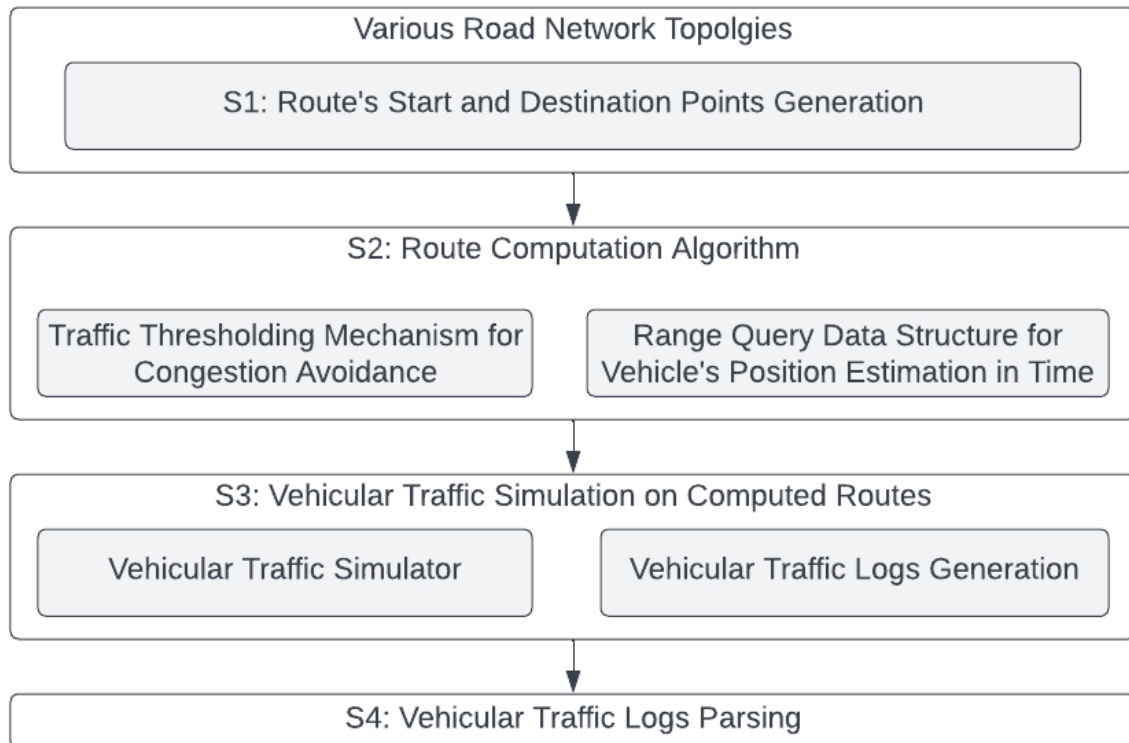 Various Road Network Topolgies
S1: Route's Start and Destination Points Generation
S2: Route Computation Algorithm
Traffic Thresholding Mechanism for
Congestion Avoidance
Range Query Data Structure for
Vehicle's Position Estimation in Time
S3: Vehicular Traffic Simulation on Computed Routes
Vehicular Traffic Simulator
Vehicular Traffic Logs Generation
S4: Vehicular Traffic Logs Parsing